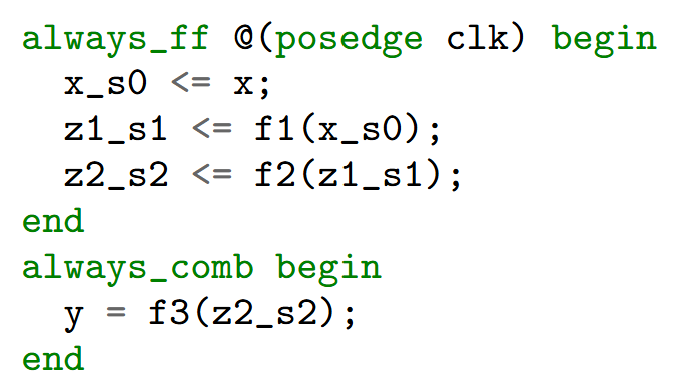 always_ff @(posedge clk) begin
  x_s0 <= x;
  z1_s1 <= f1(x_s0);
  z2_s2 <= f2(z1_s1);
end
always_comb begin
  y = f3(z2_s2);
end